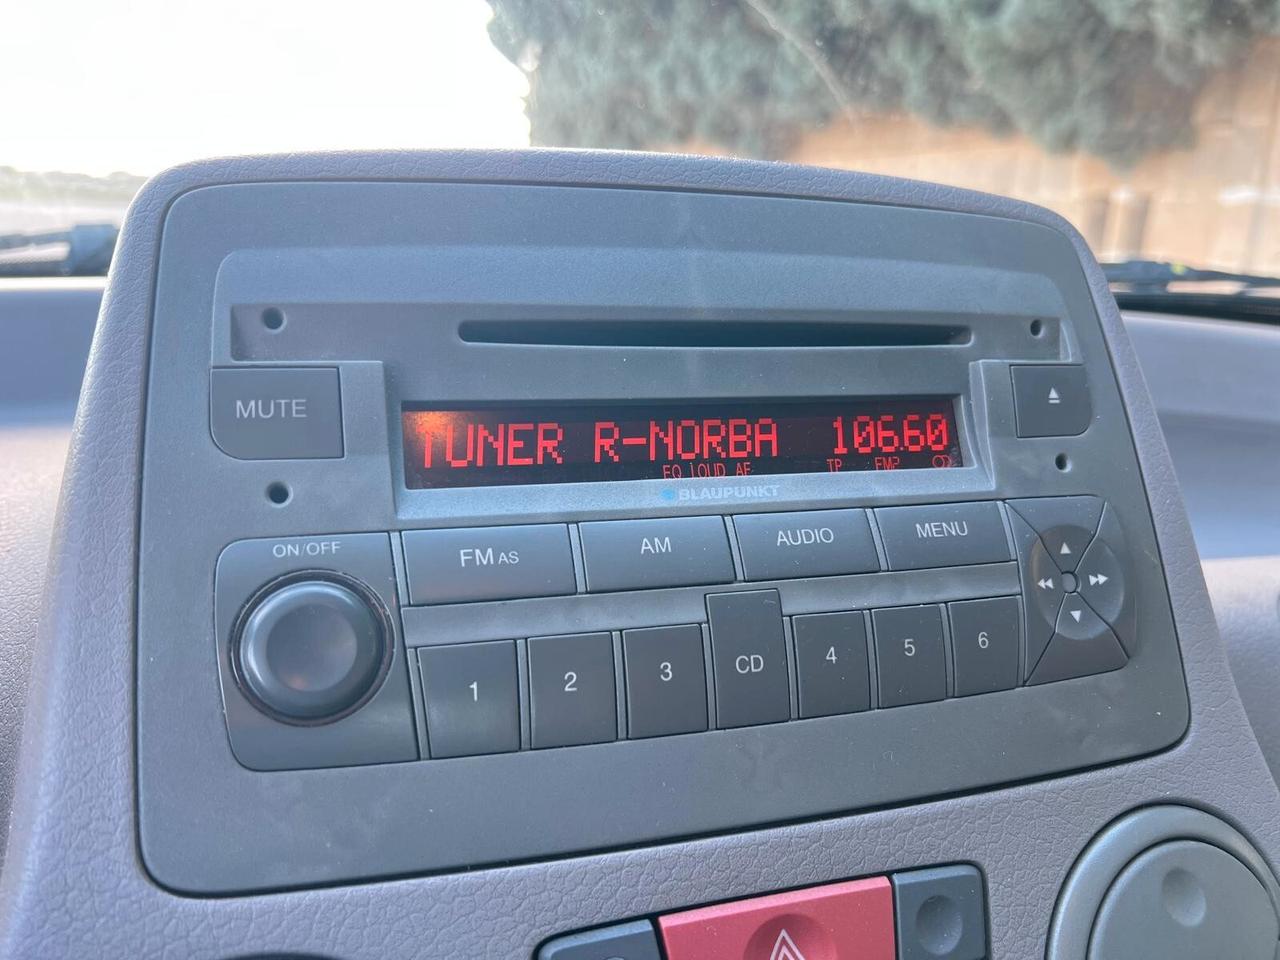 MUTE
TUNER R-NORBA 106.60
EQ LOUD AF TP FM2
BLAUPUNKT
ON/OFF
FM AS
AM
AUDIO
MENU
1
2
3
CD
4
5
6